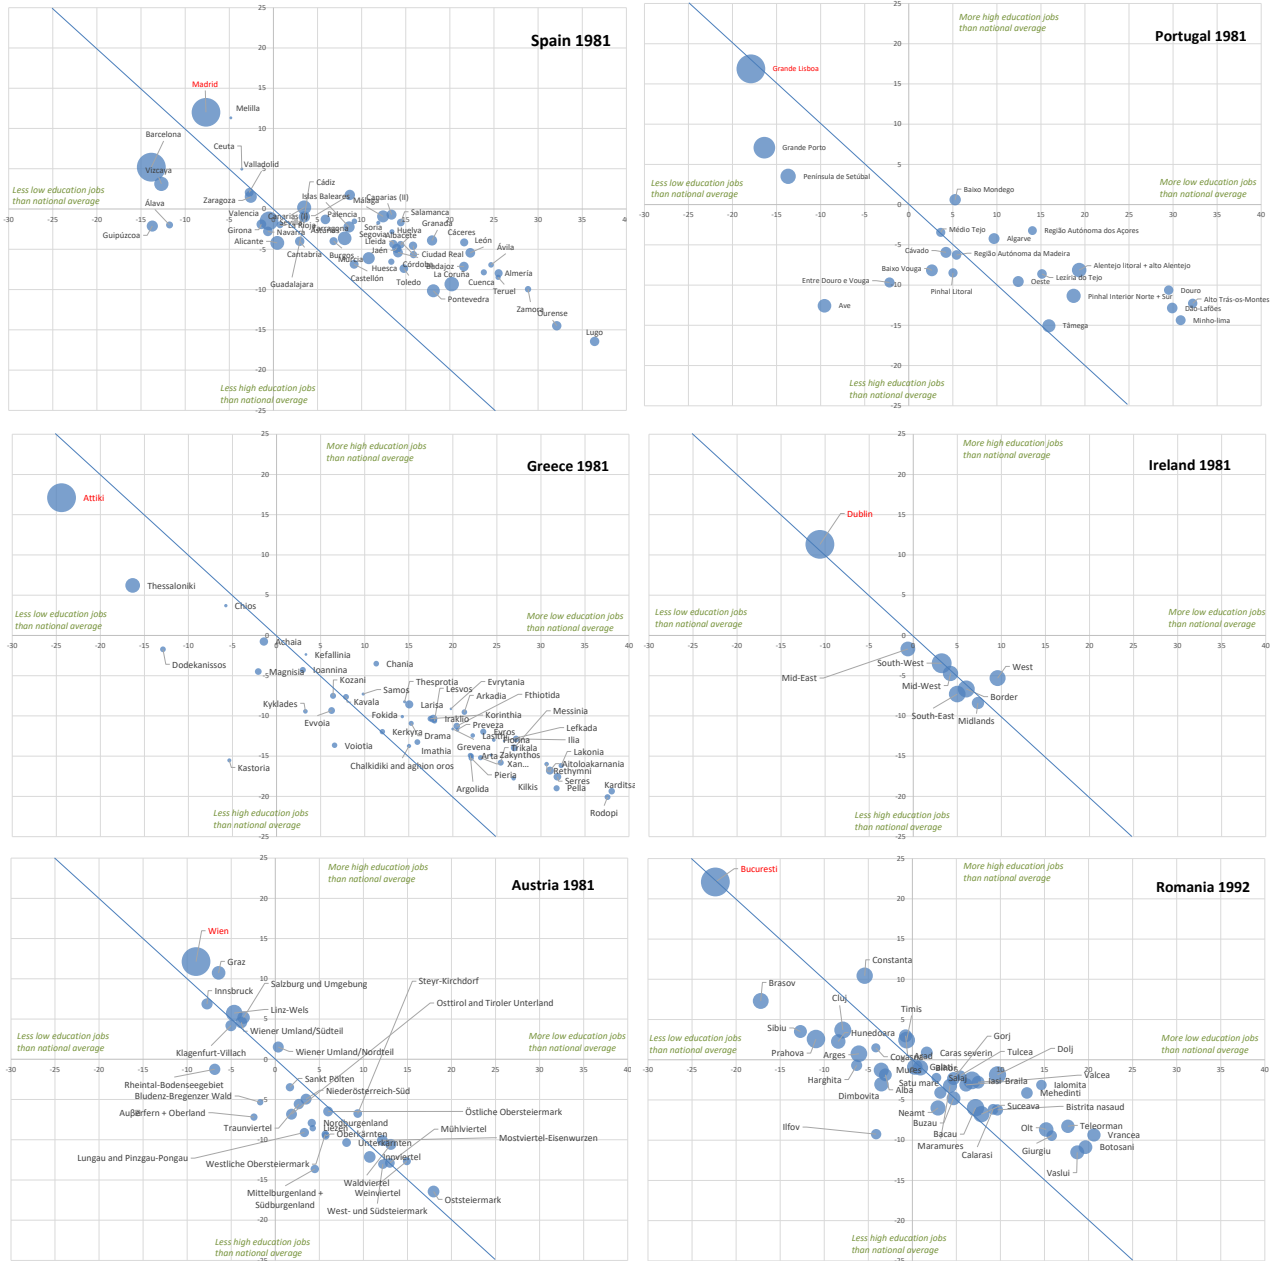 Spain 1981
Madrid
Melilla
Barcelona
Ceuta
Valladolid
Vizcaya
Less low education jobs
than national average
Cádiz
Islas Baleares
Canarias (II)
Málaga
Zaragoza
Álava
Valencia
Palencia
Salamanca
Girona
La Rioja
Tarragona
Soria
Huelva
Granada
Guipúzcoa
Navarra
Asturias
Segovia
Albacete
Cáceres
Alicante
Lleida
León
Cantabria
Burgos
Jaén
Ciudad Real
Ávila
Murcia
Córdoba
Badajoz
Guadalajara
Huesca
La Coruña
Almería
Castellón
Toledo
Cuenca
Teruel
Pontevedra
Zamora
Ourense
Lugo
Less high education jobs
than national average
More high education jobs
than national average
Portugal 1981
Grande Lisboa
Grande Porto
Península de Setúbal
Less low education jobs
than national average
More low education jobs
than national average
Baixo Mondego
Médio Tejo
Região Autónoma dos Açores
Algarve
Cávado
Região Autónoma da Madeira
Baixo Vouga
Alentejo litoral + alto Alentejo
Lezíria do Tejo
Entre Douro e Vouga
Pinhal Litoral
Oeste
Douro
Pinhal Interior Norte + Sur
Alto Trás-os-Montes
Ave
Dão-Lafões
Minho-lima
Tâmega
Less high education jobs
than national average
More high education jobs
than national average
Greece 1981
Attiki
Thessaloniki
Chios
Less low education jobs
than national average
More low education jobs
than national average
Achaia
Kefallinia
Dodekanissos
Magnisia
Ioannina
Chania
Kozani
Thesprotia
Evrytania
Samos
Lesvos
Fthiotida
Kyklades
Kavala
Larisa
Arkadia
Messinia
Evvoia
Fokida
Iraklio
Korinthia
Lefkada
Kerkyra
Preveza
Evros
Ilia
Voiotia
Drama
Trikala
Lakonia
Imathia
Grevena
Arta
Zakynthos
Kastoria
Chalkidiki and aghion oros
Xan...
Aitoloakarnania
Pieria
Rethymni
Serres
Argolida
Kilkis
Pella
Karditsa
Rodopi
Less high education jobs
than national average
More high education jobs
than national average
Ireland 1981
Dublin
Less low education jobs
than national average
More low education jobs
than national average
Mid-East
South-West
West
Mid-West
Border
South-East
Midlands
Less high education jobs
than national average
More high education jobs
than national average
Austria 1981
Wien
Graz
Innsbruck
Salzburg und Umgebung
Steyr-Kirchdorf
Linz-Wels
Osttirol and Tiroler Unterland
Less low education jobs
than national average
More low education jobs
than national average
Wiener Umland/Südteil
Klagenfurt-Villach
Wiener Umland/Nordteil
Rheintal-Bodenseegebiet
Sankt Pölten
Bludenz-Bregenzer Wald
Niederösterreich-Süd
Außerfern + Oberland
Östliche Obersteiermark
Traunviertel
Nordburgenland
Mühlviertel
Liezen
Oberkärnten
Mostviertel-Eisenwurzen
Lungau and Pinzgau-Pongau
Unterkärnten
Westliche Obersteiermark
Innviertel
Waldviertel
Mittelburgenland +
Südburgenland
Weinviertel
Oststeiermark
West- und Südsteiermark
Less high education jobs
than national average
More high education jobs
than national average
Romania 1992
Bucuresti
Constanta
Brasov
Cluj
Timis
Sibiu
Hunedoara
Gorj
Less low education jobs
than national average
More low education jobs
than national average
Prahova
Arges
Covasna
Arad
Caras severin
Tulcea
Dolj
Harghita
Mures
Galati
Bihor
Valcea
Satu mare
Salaj
Iasi
Braila
Ialomita
Dimbovita
Alba
Mehedinti
Neamt
Suceava
Bistrita nasaud
Ilfov
Buzau
Olt
Teleorman
Bacau
Vrancea
Maramures
Calarasi
Giurgiu
Botosani
Vaslui
Less high education jobs
than national average